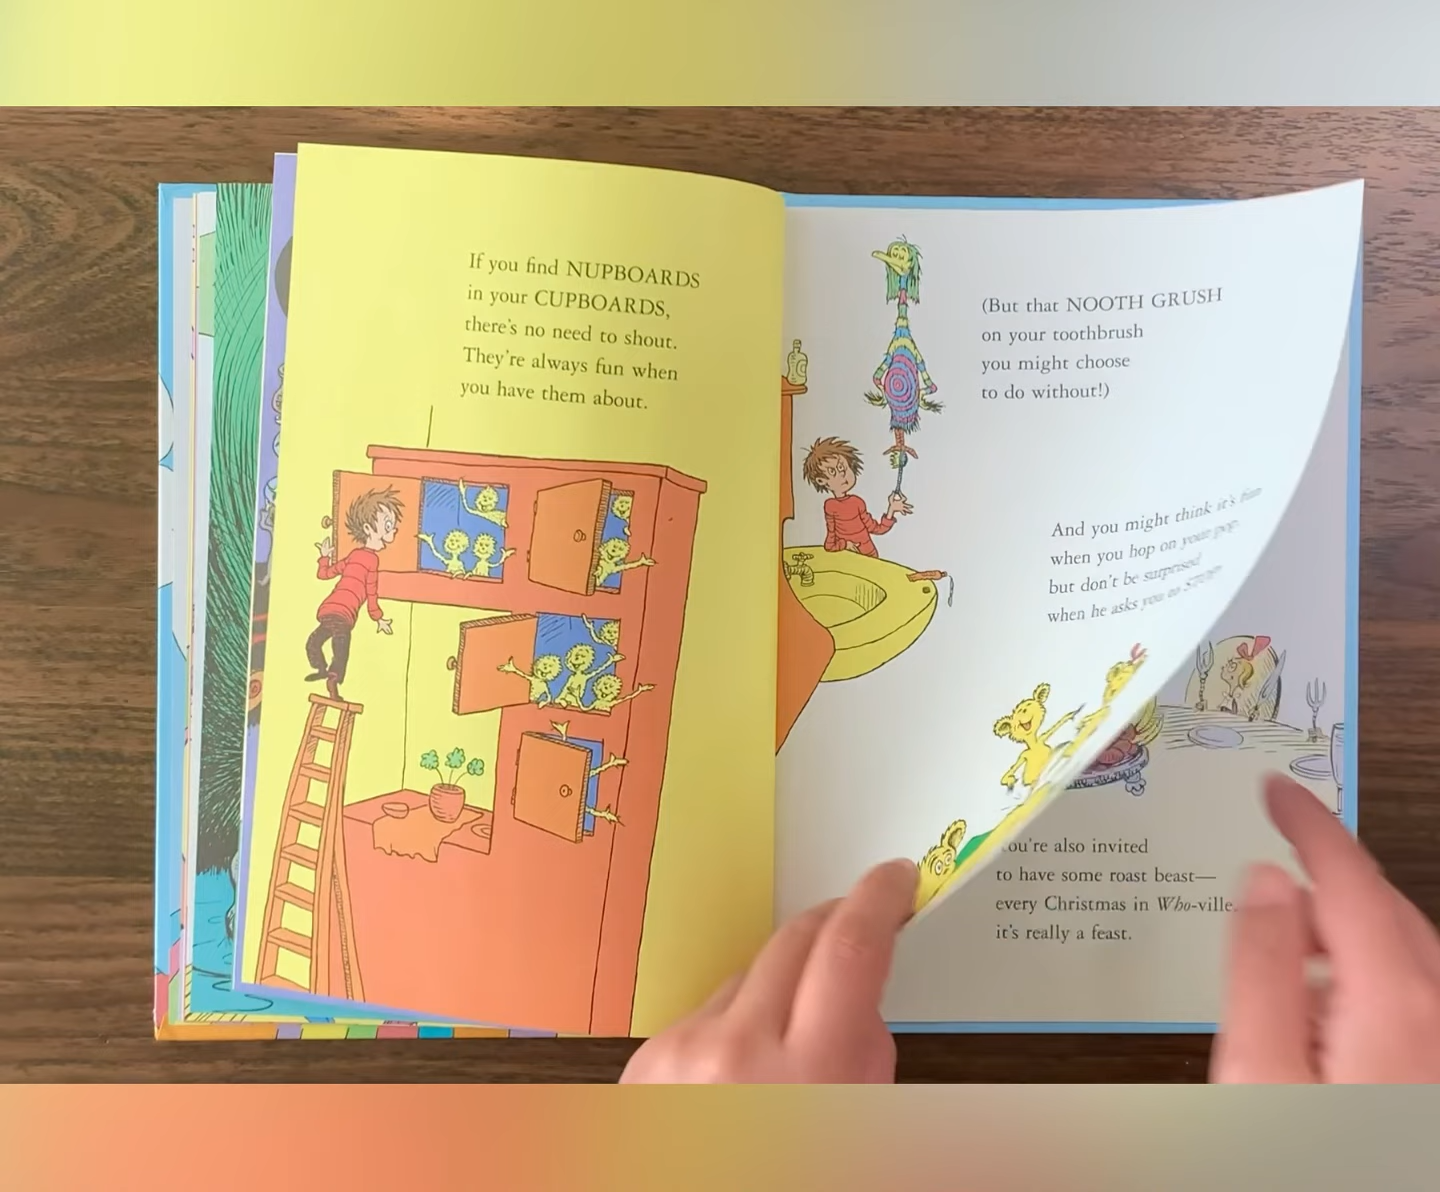 If you find NUPBOARDS
in your CUPBOARDS,
there's no need to shout.
They're always fun when
you have them about.
(But that NOOTH GRUSH
on your toothbrush
you might choose
to do without!)
And you might think it's fun
when you hop on your pop
but don't be surprised
when he asks you to STOP
ou're also invited
to have some roast beast—
every Christmas in Who-ville,
it's really a feast.